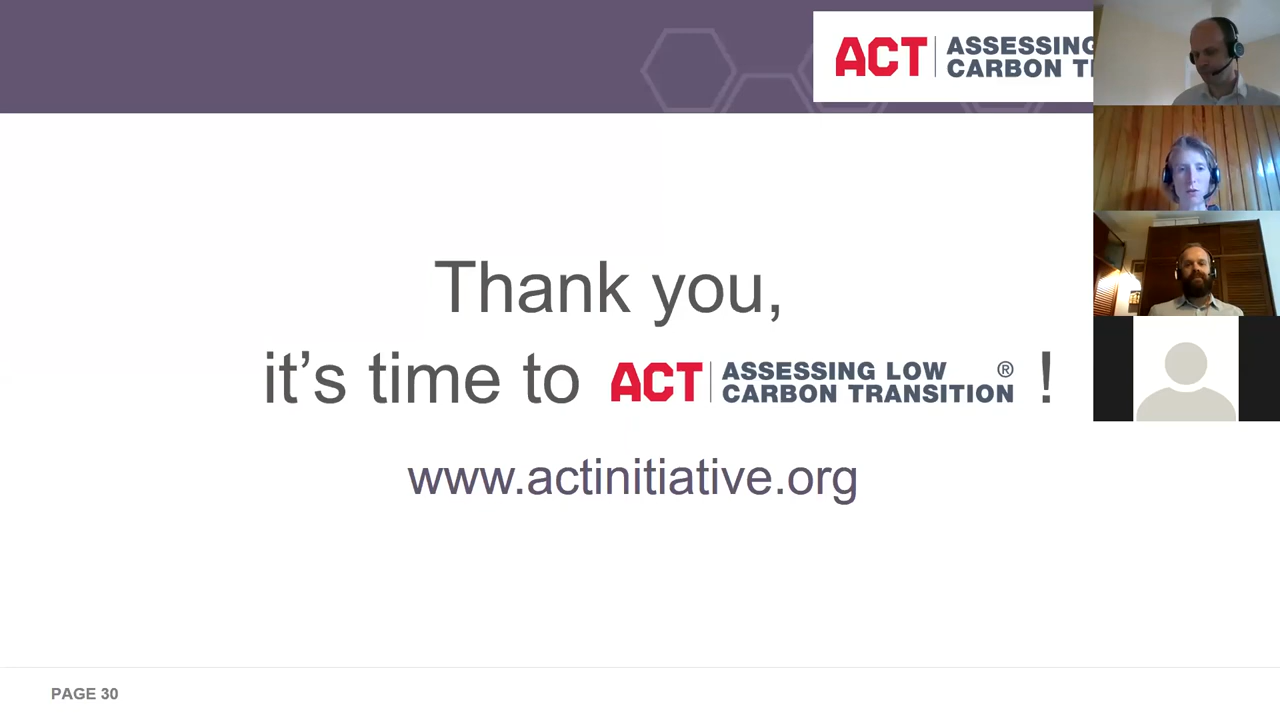 ACT ASSESSING
CARBON T
Thank you,
it's time to ACT ASSESSING LOW CARBON TRANSITION ® !
www.actinitiative.org
PAGE 30